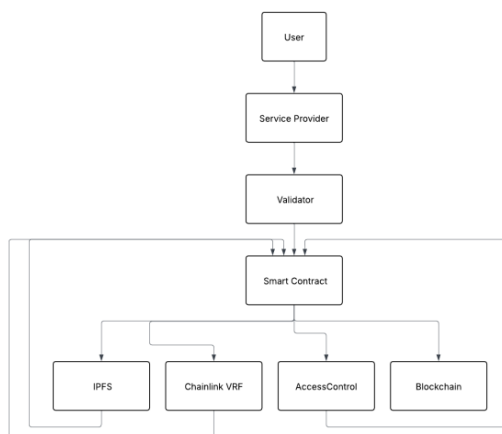 User
Service Provider
Validator
Smart Contract
IPFS
Chainlink VRF
AccessControl
Blockchain